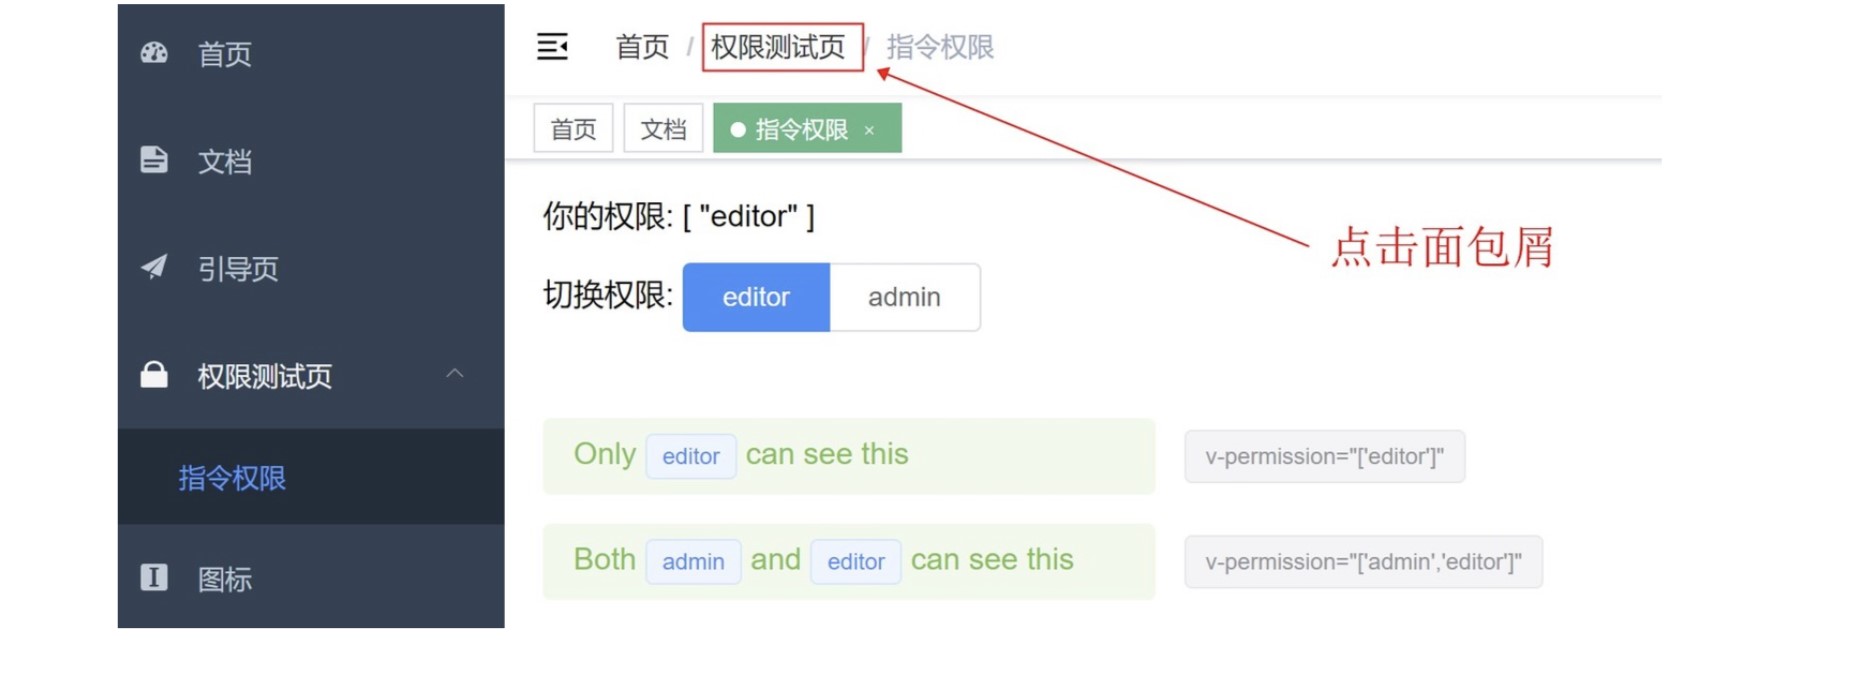 首页
文档
引导页
权限测试页
指令权限
图标
首页 / 权限测试页 / 指令权限
首页 文档 指令权限 ×
点击面包屑
你的权限: [ "editor" ]
切换权限: editor admin
Only editor can see this v-permission="['editor']"
Both admin and editor can see this v-permission="['admin','editor']"